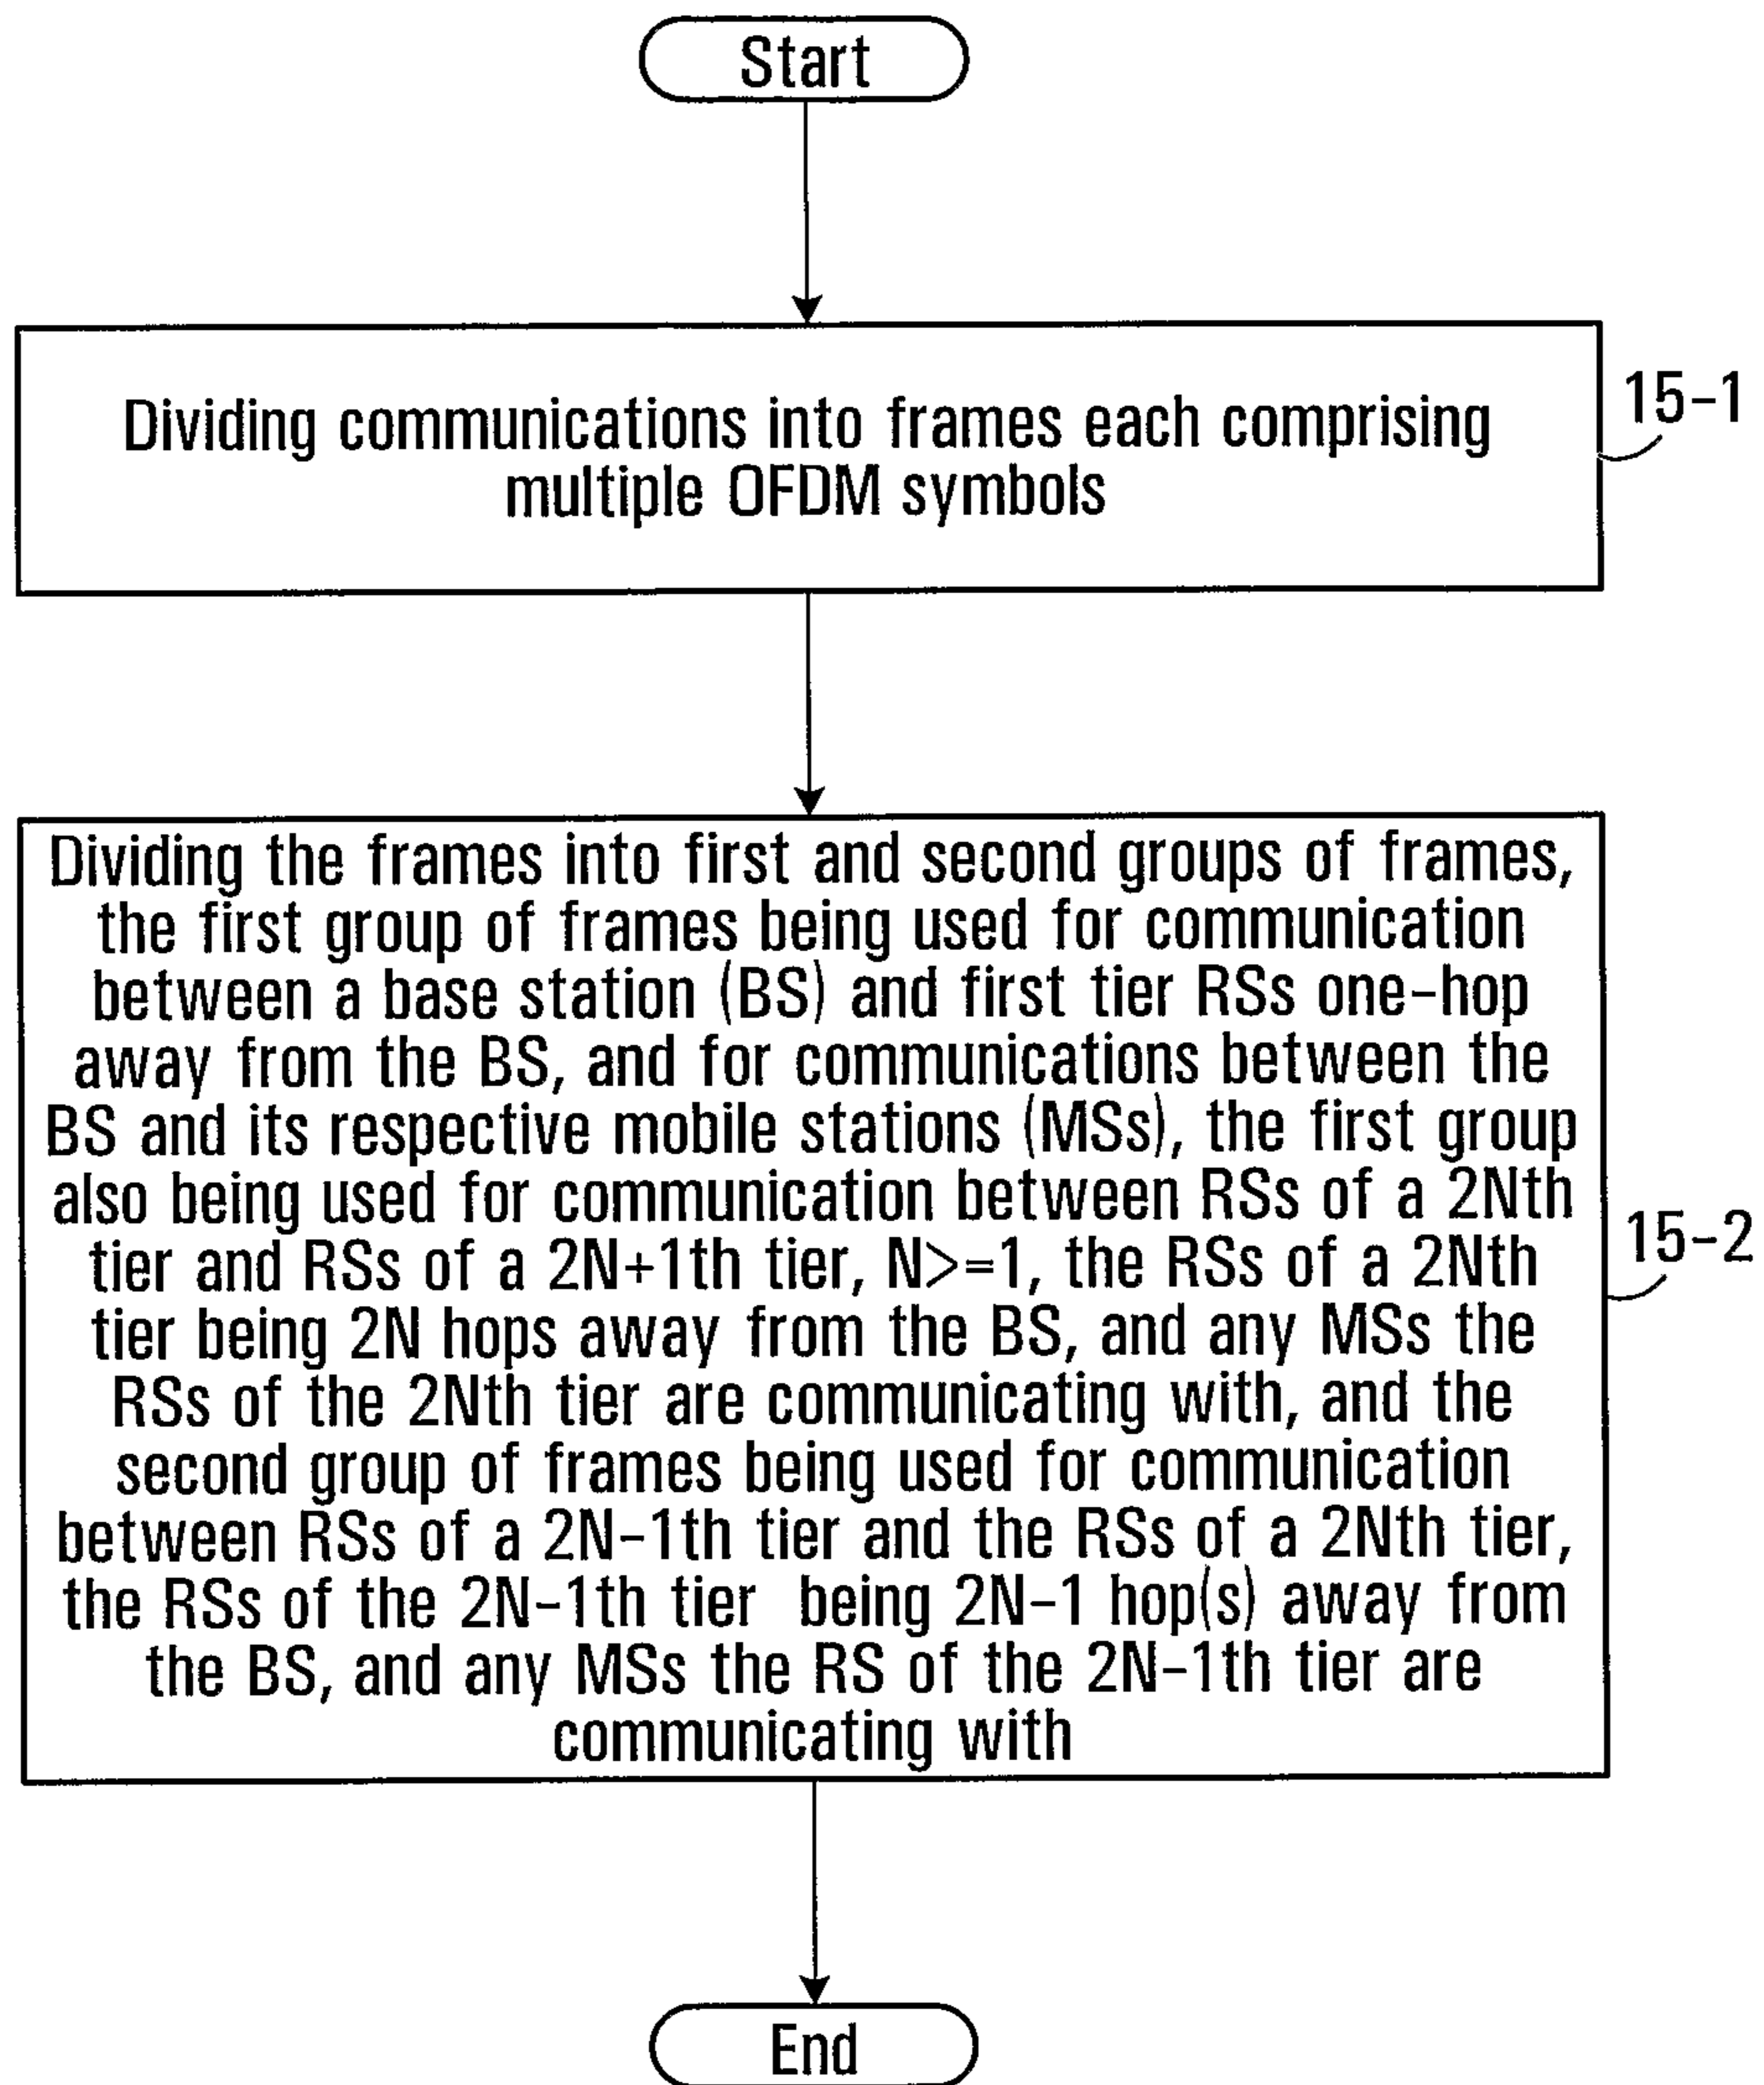 Start
Dividing communications into frames each comprising
multiple OFDM symbols
15-1
Dividing the frames into first and second groups of frames,
the first group of frames being used for communication
between a base station (BS) and first tier RSs one-hop
away from the BS, and for communications between the
BS and its respective mobile stations (MSs), the first group
also being used for communication between RSs of a 2Nth
tier and RSs of a 2N+1th tier, N>=1, the RSs of a 2Nth
tier being 2N hops away from the BS, and any MSs the
RSs of the 2Nth tier are communicating with, and the
second group of frames being used for communication
between RSs of a 2N-1th tier and the RSs of a 2Nth tier,
the RSs of the 2N-1th tier being 2N-1 hop(s) away from
the BS, and any MSs the RS of the 2N-1th tier are
communicating with
15-2
End